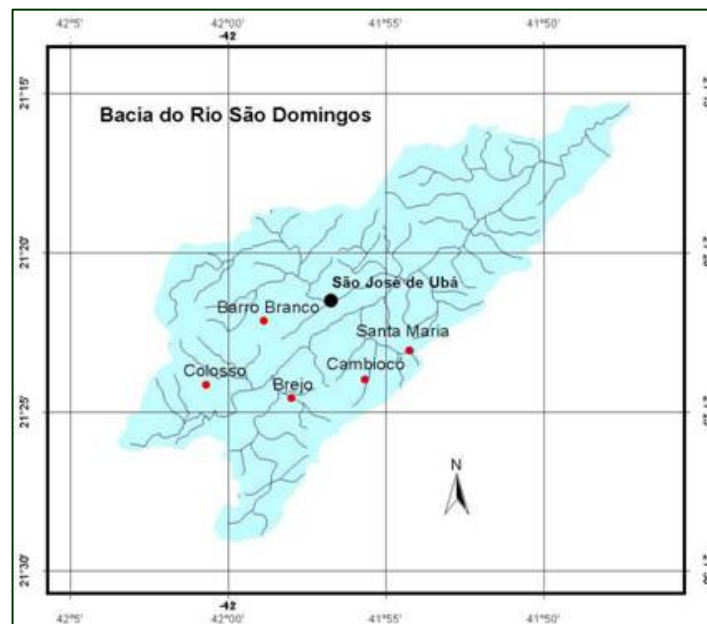 42°5' 42°00' 41°55' 41°50'
-42
21°15'
Bacia do Rio São Domingos
21°20'
São José de Ubá
Barro Branco
Santa Maria
Cambiocó
Colosso
Brejo
21°25'
N
21°30'
-42
42°5' 42°00' 41°55' 41°50'